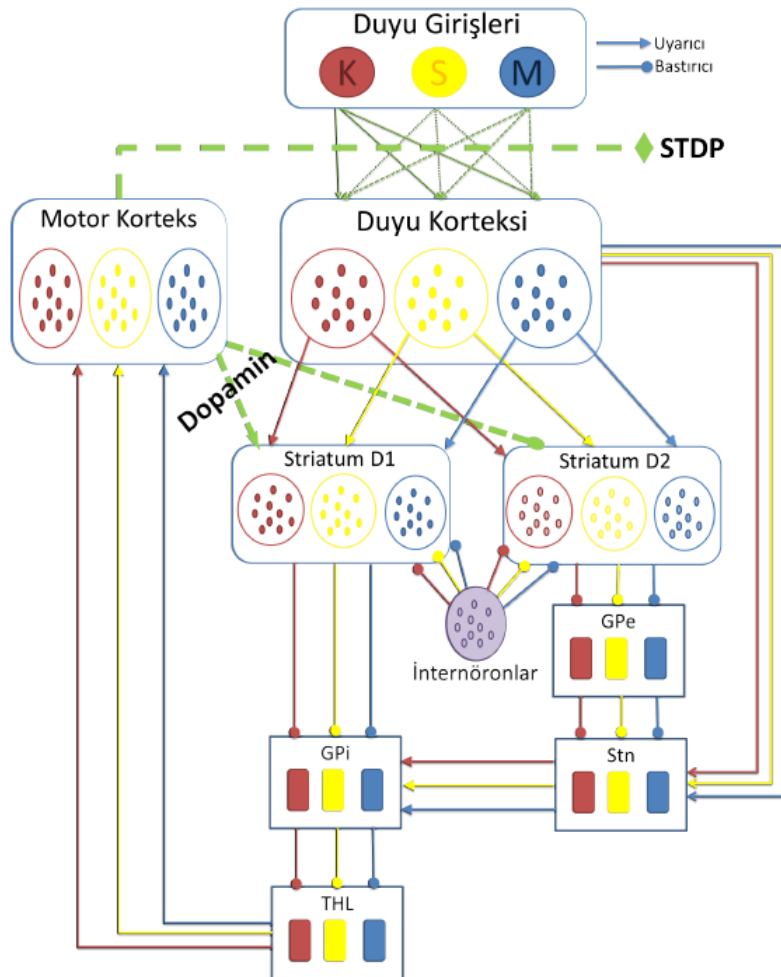 Duyu Girişleri
K S M
Uyarıcı
Bastırıcı
STDP
Motor Korteks
Duyu Korteksi
Dopamin
Striatum D1
Striatum D2
GPe
İnternöronlar
GPi
Stn
THL